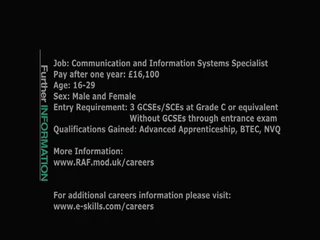 Further INFORMATION
Job: Communication and Information Systems Specialist
Pay after one year: £16,100
Age: 16-29
Sex: Male and Female
Entry Requirement: 3 GCSEs/SCEs at Grade C or equivalent
Without GCSEs through entrance exam
Qualifications Gained: Advanced Apprenticeship, BTEC, NVQ
More Information:
www.RAF.mod.uk/careers
For additional careers information please visit:
www.e-skills.com/careers